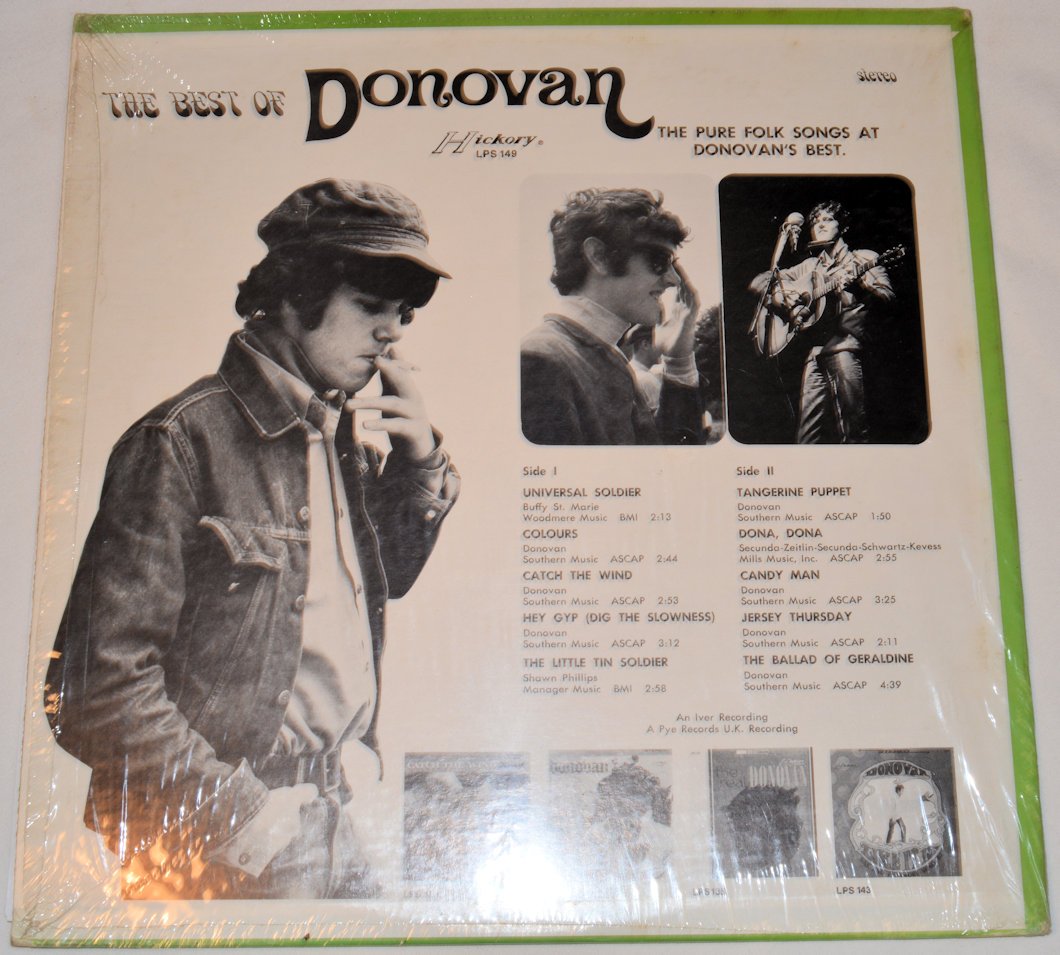 THE BEST OF Donovan
stereo
Hickory ®
LPS 149
THE PURE FOLK SONGS AT
DONOVAN'S BEST.
Side I
UNIVERSAL SOLDIER
Buffy St. Marie
Woodmere Music BMI 2:13
COLOURS
Donovan
Southern Music ASCAP 2:44
CATCH THE WIND
Donovan
Southern Music ASCAP 2:53
HEY GYP (DIG THE SLOWNESS)
Donovan
Southern Music ASCAP 3:12
THE LITTLE TIN SOLDIER
Shawn Phillips
Manager Music BMI 2:58
Side II
TANGERINE PUPPET
Donovan
Southern Music ASCAP 1:50
DONA, DONA
Secunda-Zeitlin-Secunda-Schwartz-Kevess
Mills Music, Inc. ASCAP 2:55
CANDY MAN
Donovan
Southern Music ASCAP 3:25
JERSEY THURSDAY
Donovan
Southern Music ASCAP 2:11
THE BALLAD OF GERALDINE
Donovan
Southern Music ASCAP 4:39
An Iver Recording
A Pye Records U.K. Recording
CATCH THE WIND
Donovan
DONOVAN
DONOVAN
LPS 143